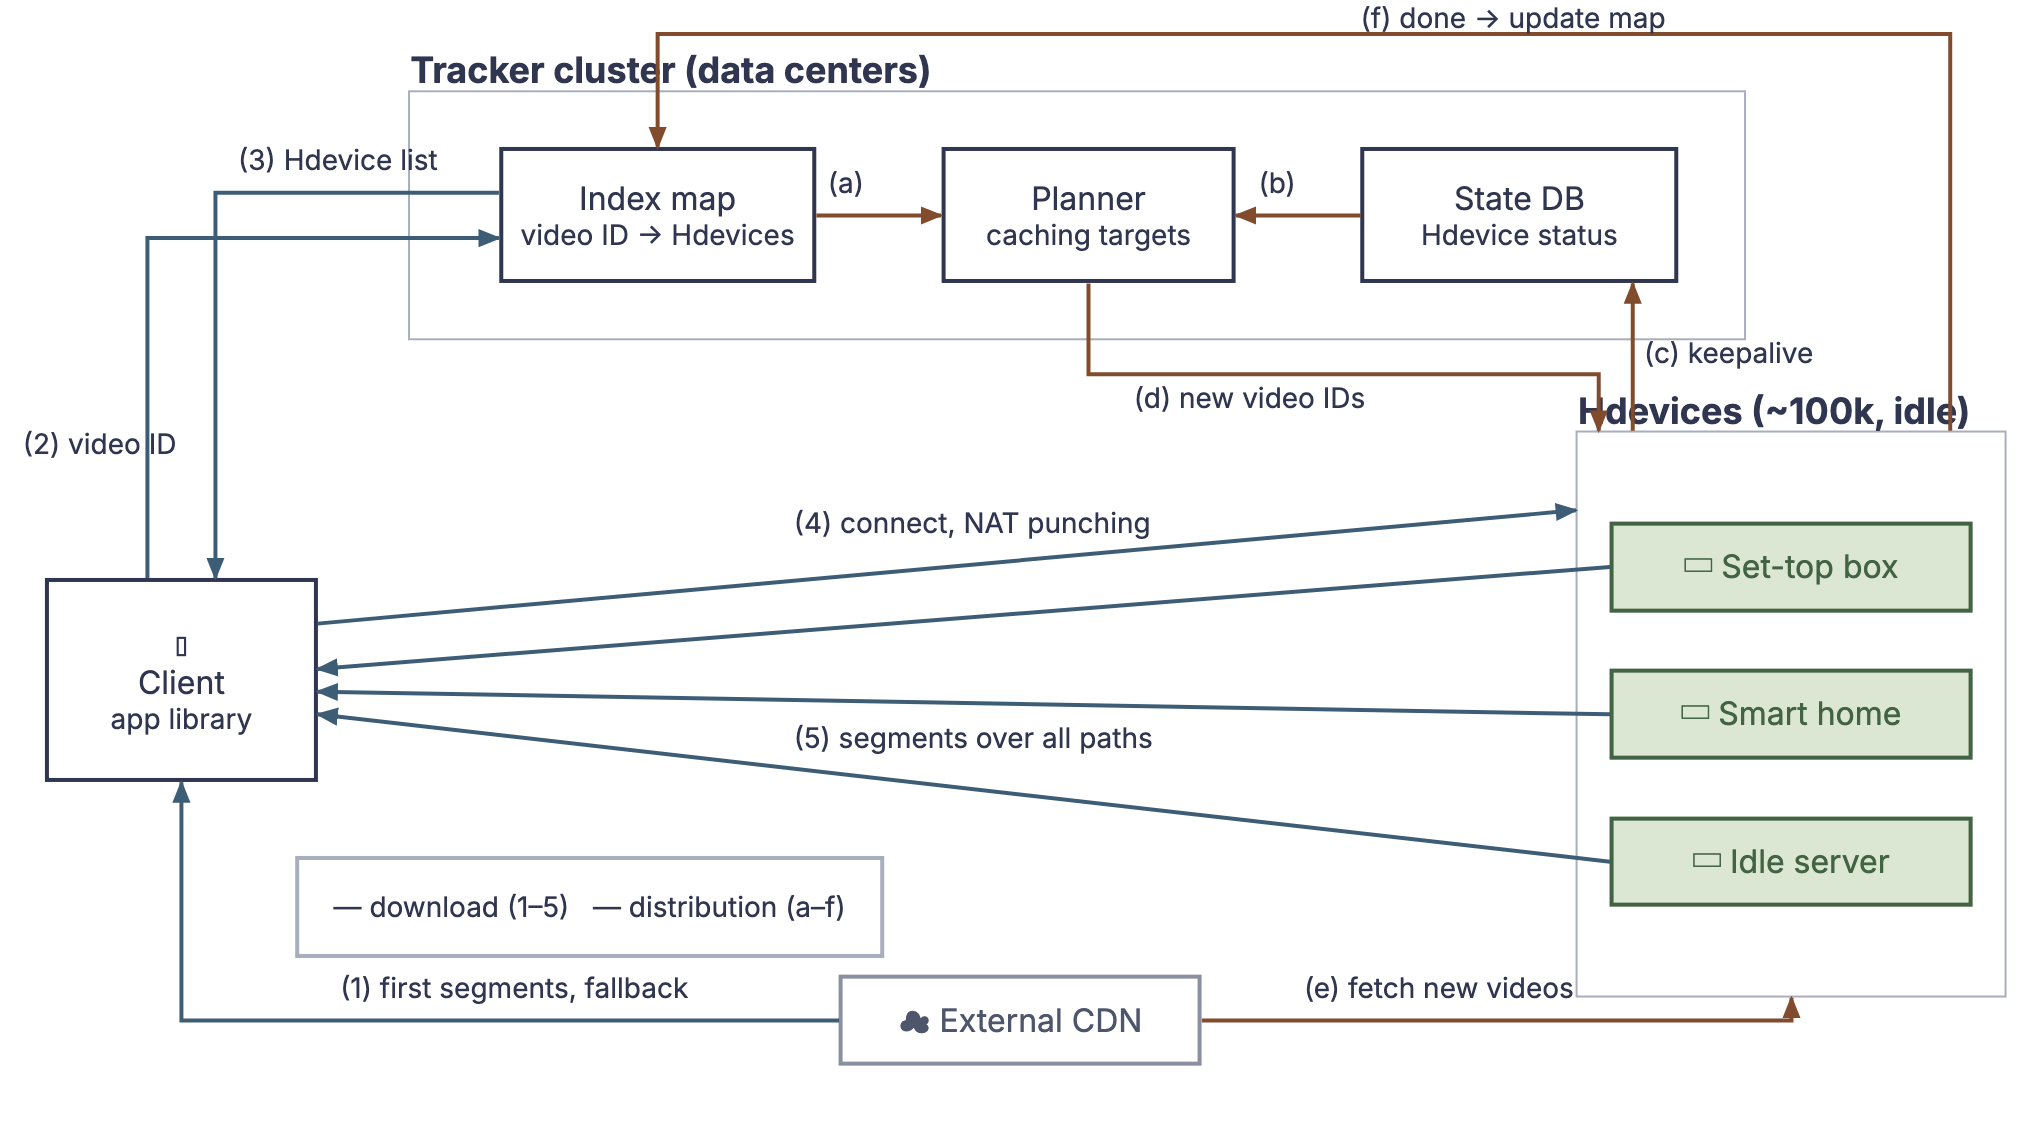 (f) done → update map
Tracker cluster (data centers)
(3) Hdevice list
Index map
video ID → Hdevices
(a)
Planner
caching targets
(b)
State DB
Hdevice status
(c) keepalive
(d) new video IDs
Hdevices (~100k, idle)
(2) video ID
(4) connect, NAT punching
Set-top box
Client
app library
Smart home
(5) segments over all paths
Idle server
— download (1–5) — distribution (a–f)
(1) first segments, fallback
(e) fetch new videos
External CDN